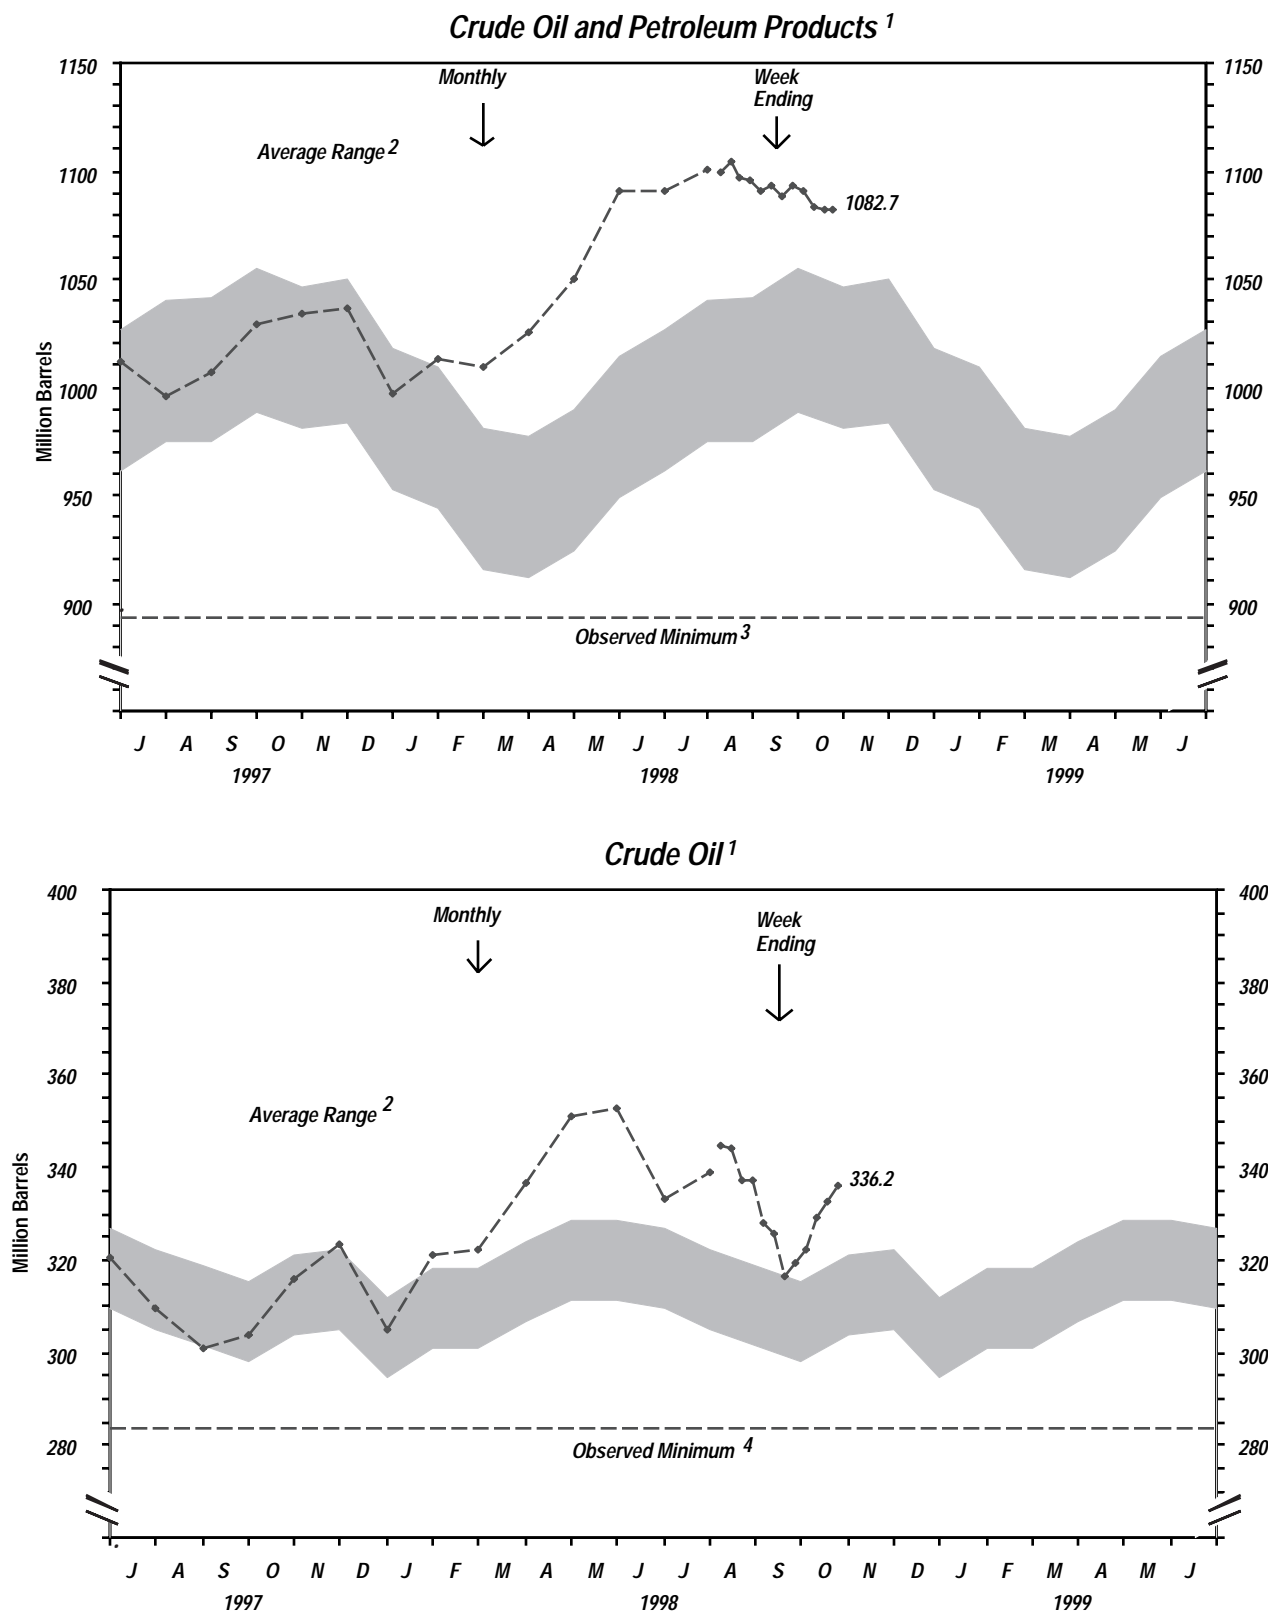 Crude Oil and Petroleum Products 1
1150 1150
Monthly Week
Ending
Average Range 2
1100 1100
1082.7
1050 1050
Million Barrels
1000 1000
950 950
900 900
Observed Minimum 3
J A S O N D J F M A M J J A S O N D J F M A M J
1997 1998 1999
Crude Oil 1
400 400
Monthly Week
Ending
380 380
360 360
Average Range 2
340 340
336.2
Million Barrels
320 320
300 300
280 280
Observed Minimum 4
J A S O N D J F M A M J J A S O N D J F M A M J
1997 1998 1999